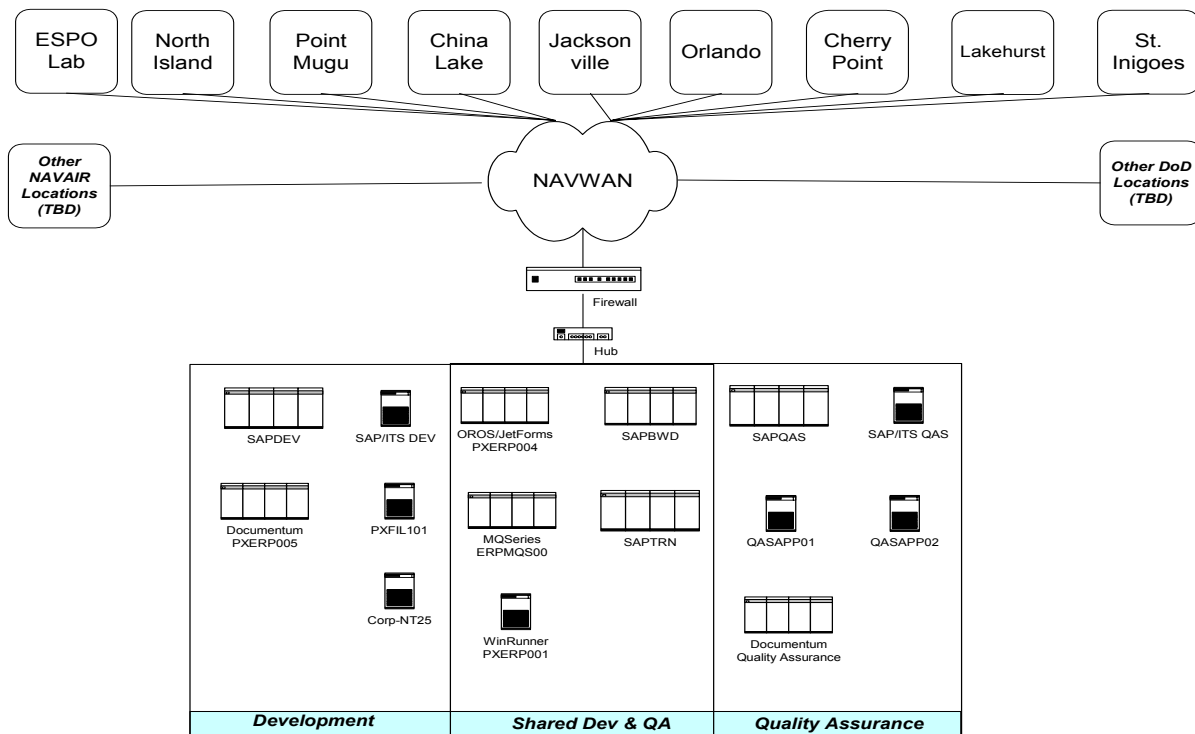 ESPO
Lab
North
Island
Point
Mugu
China
Lake
Jackson
ville
Orlando
Cherry
Point
Lakehurst
St.
Inigoes
Other
NAVAIR
Locations
(TBD)
NAVWAN
Other DoD
Locations
(TBD)
Firewall
Hub
SAPDEV
SAP/ITS DEV
Documentum
PXERP005
PXFIL101
Corp-NT25
OROS/JetForms
PXERP004
SAPBWD
MQSeries
ERPMQS00
SAPTRN
WinRunner
PXERP001
SAPQAS
SAP/ITS QAS
QASAPP01
QASAPP02
Documentum
Quality Assurance
Development
Shared Dev & QA
Quality Assurance